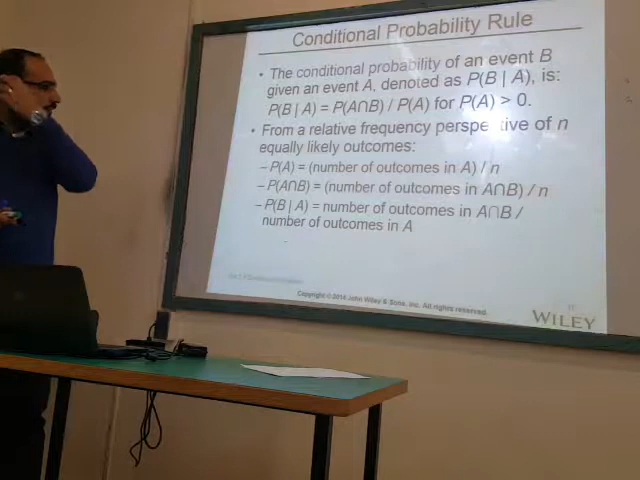 Conditional Probability Rule
• The conditional probability of an event B
given an event A, denoted as P(B | A), is:
P(B | A) = P(A∩B) / P(A) for P(A) > 0.
• From a relative frequency perspective of n
equally likely outcomes:
– P(A) = (number of outcomes in A) / n
– P(A∩B) = (number of outcomes in A∩B) / n
– P(B | A) = number of outcomes in A∩B /
number of outcomes in A
Copyright © 2014 John Wiley & Sons, Inc. All rights reserved.
WILEY